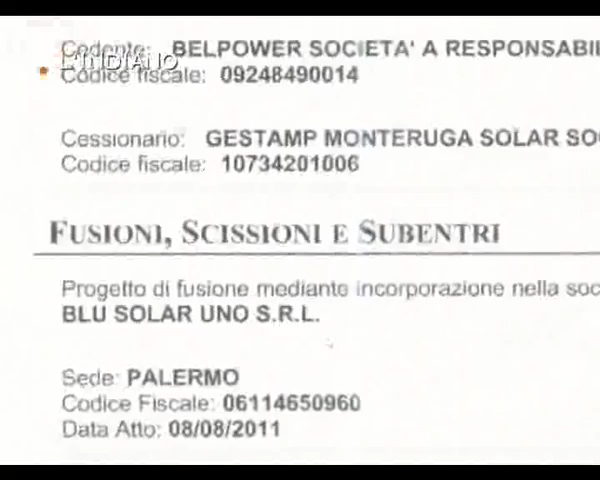 Cedente: BELPOWER SOCIETA' A RESPONSABIL
L'INDIANO
Codice fiscale: 09248490014
Cessionario: GESTAMP MONTERUGA SOLAR SO
Codice fiscale: 10734201006
FUSIONI, SCISSIONI E SUBENTRI
Progetto di fusione mediante incorporazione nella soc
BLU SOLAR UNO S.R.L.
Sede: PALERMO
Codice Fiscale: 06114650960
Data Atto: 08/08/2011